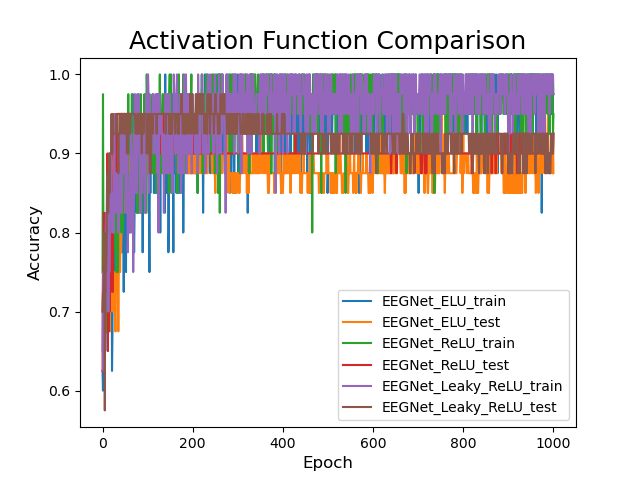 Activation Function Comparison
1.0
0.9
0.8
0.7
0.6
Accuracy
0
200
400
600
800
1000
Epoch
EEGNet_ELU_train
EEGNet_ELU_test
EEGNet_ReLU_train
EEGNet_ReLU_test
EEGNet_Leaky_ReLU_train
EEGNet_Leaky_ReLU_test